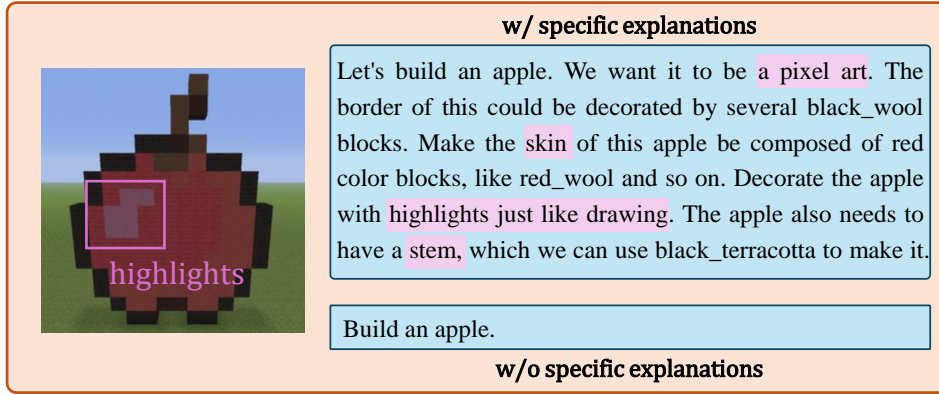 w/ specific explanations
Let's build an apple. We want it to be a pixel art. The
border of this could be decorated by several black_wool
blocks. Make the skin of this apple be composed of red
color blocks, like red_wool and so on. Decorate the apple
with highlights just like drawing. The apple also needs to
have a stem, which we can use black_terracotta to make it.
highlights
Build an apple.
w/o specific explanations